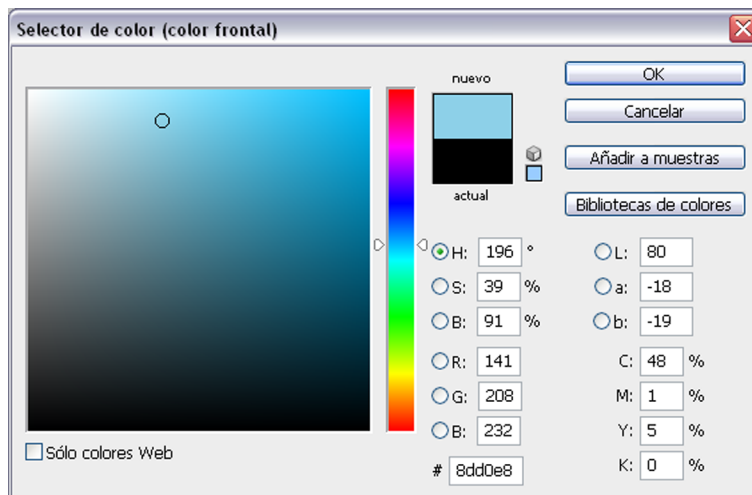 Selector de color (color frontal)
nuevo
actual
OK
Cancelar
Añadir a muestras
Bibliotecas de colores
H: 196 °
S: 39 %
B: 91 %
R: 141
G: 208
B: 232
# 8dd0e8
L: 80
a: -18
b: -19
C: 48 %
M: 1 %
Y: 5 %
K: 0 %
Sólo colores Web